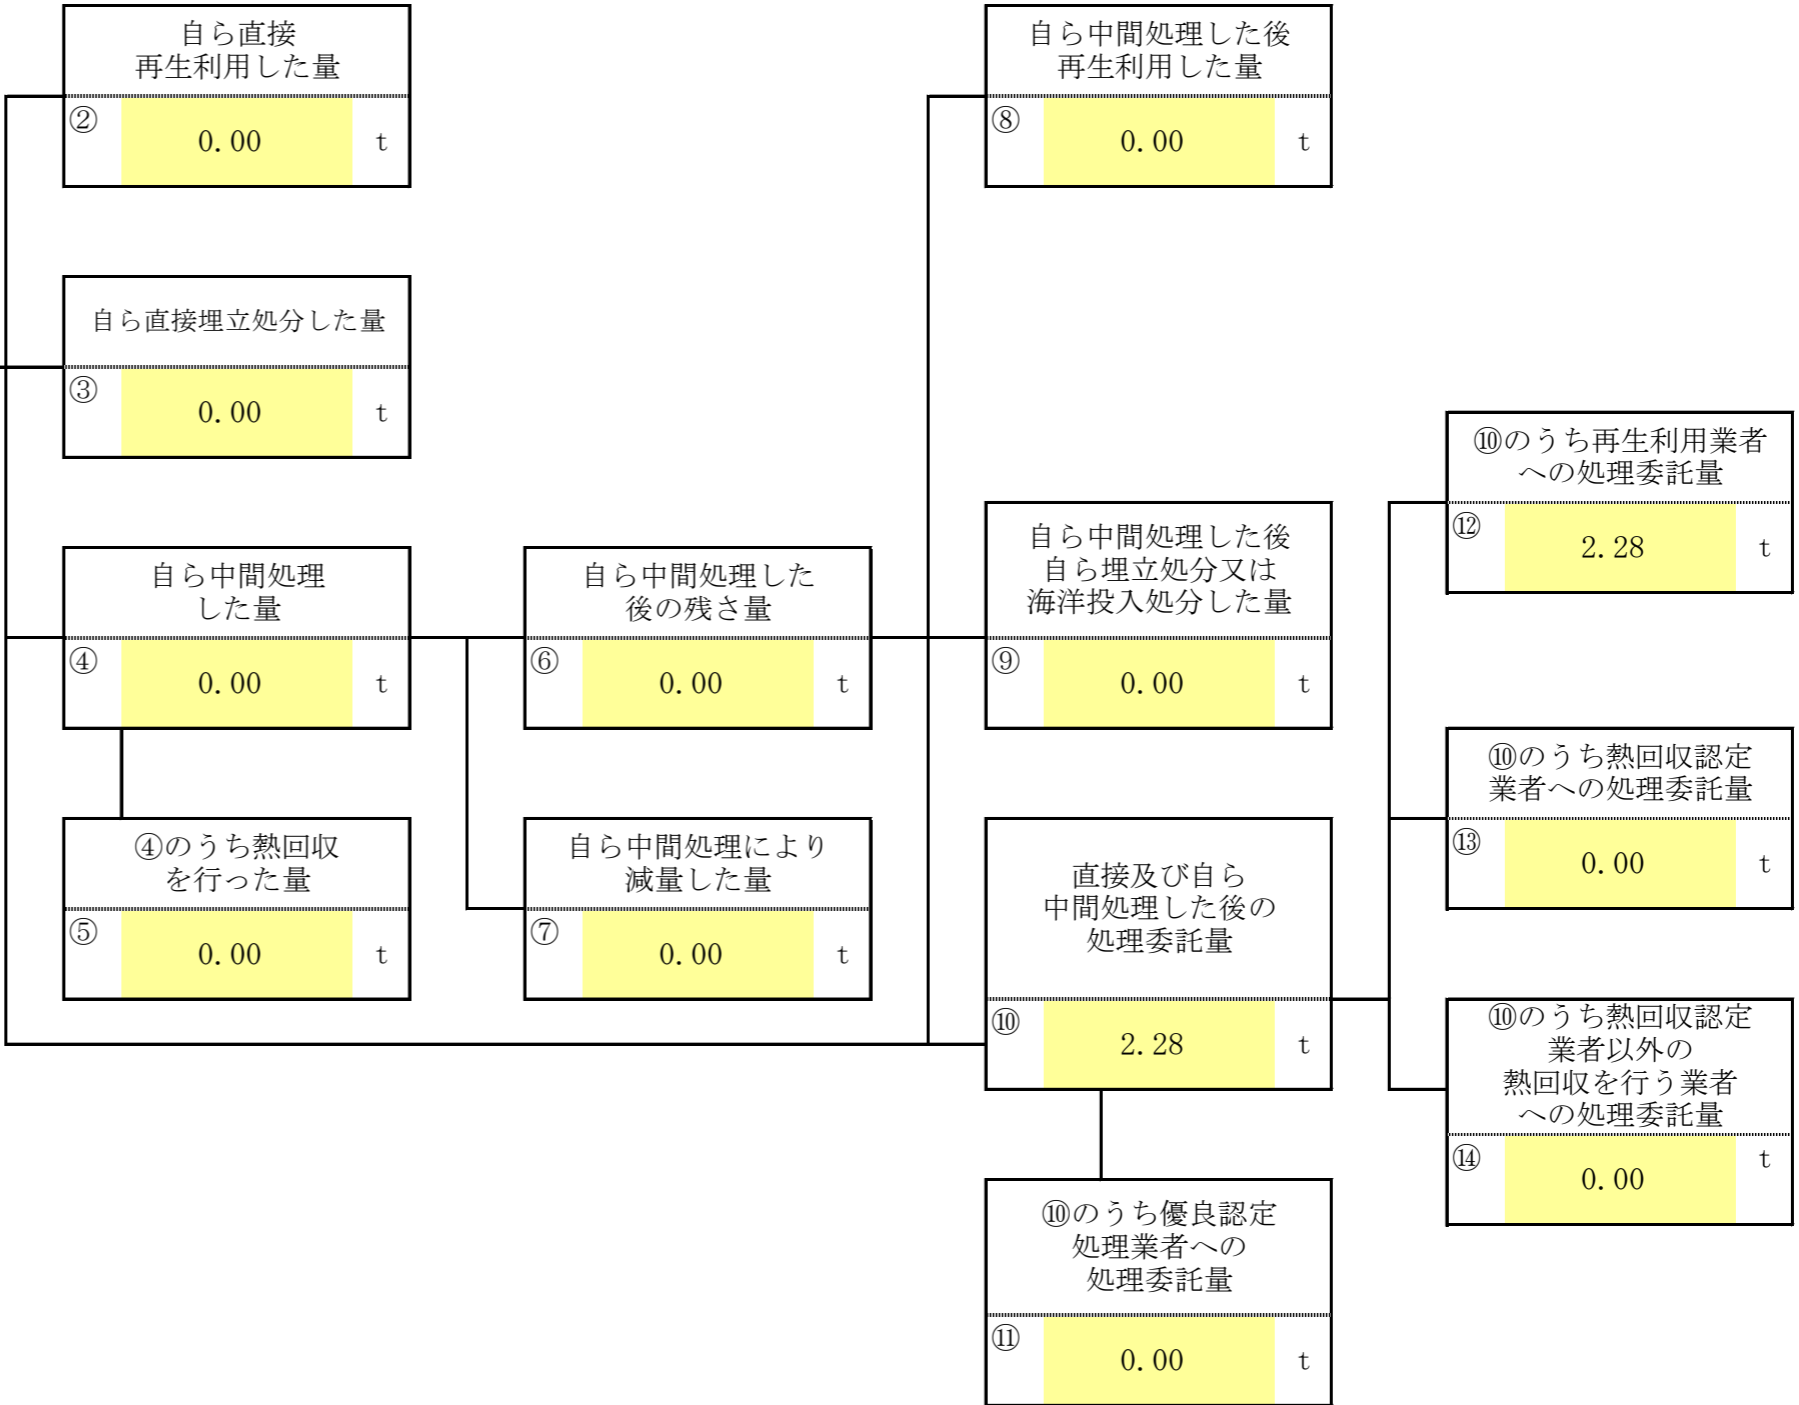 自ら直接
再生利用した量
② 0.00 t
自ら中間処理した後
再生利用した量
⑧ 0.00 t
自ら直接埋立処分した量
③ 0.00 t
⑩のうち再生利用業者
への処理委託量
⑫ 2.28 t
自ら中間処理
した量
④ 0.00 t
自ら中間処理した
後の残さ量
⑥ 0.00 t
自ら中間処理した後
自ら埋立処分又は
海洋投入処分した量
⑨ 0.00 t
⑩のうち熱回収認定
業者への処理委託量
⑬ 0.00 t
④のうち熱回収
を行った量
⑤ 0.00 t
自ら中間処理により
減量した量
⑦ 0.00 t
直接及び自ら
中間処理した後の
処理委託量
⑩ 2.28 t
⑩のうち熱回収認定
業者以外の
熱回収を行う業者
への処理委託量
⑭ 0.00 t
⑩のうち優良認定
処理業者への
処理委託量
⑪ 0.00 t